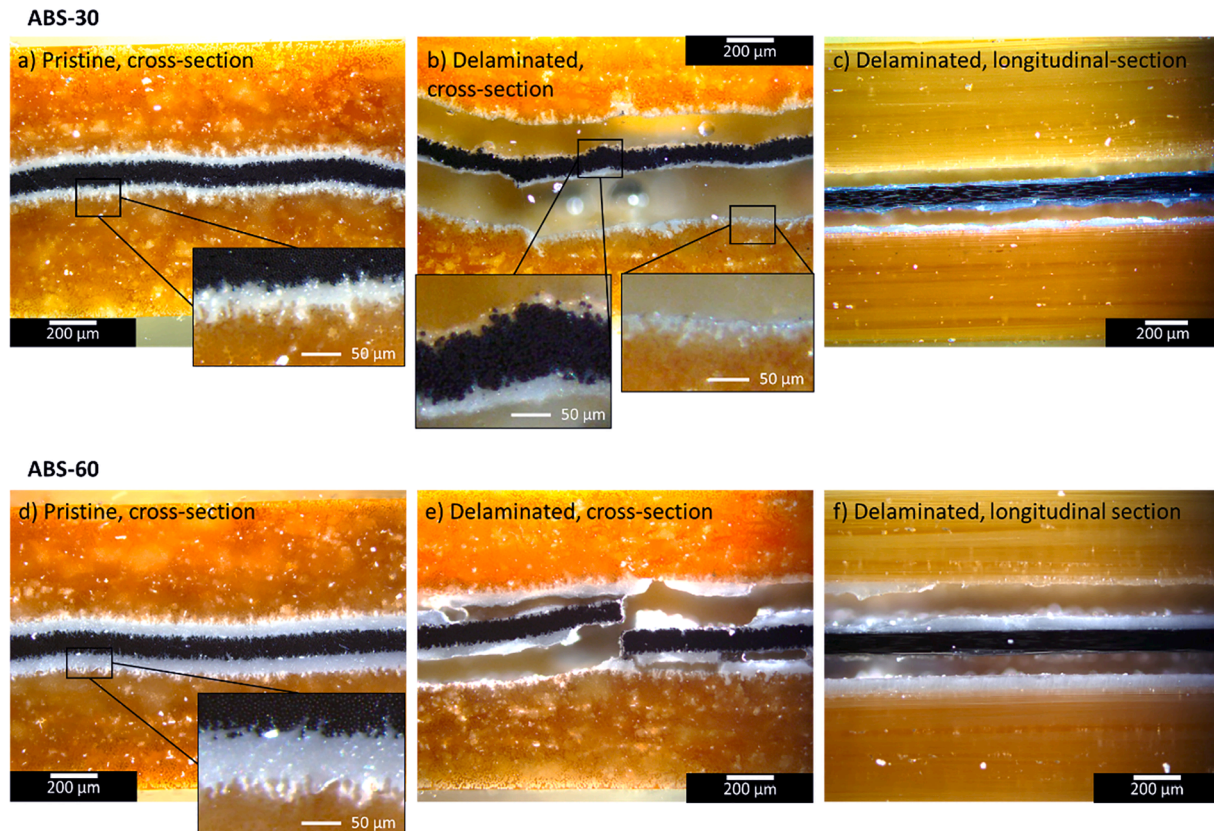 ABS-30
a) Pristine, cross-section
200 µm
50 µm
b) Delaminated,
cross-section
200 µm
50 µm
50 µm
c) Delaminated, longitudinal-section
200 µm
ABS-60
d) Pristine, cross-section
200 µm
50 µm
e) Delaminated, cross-section
200 µm
f) Delaminated, longitudinal section
200 µm